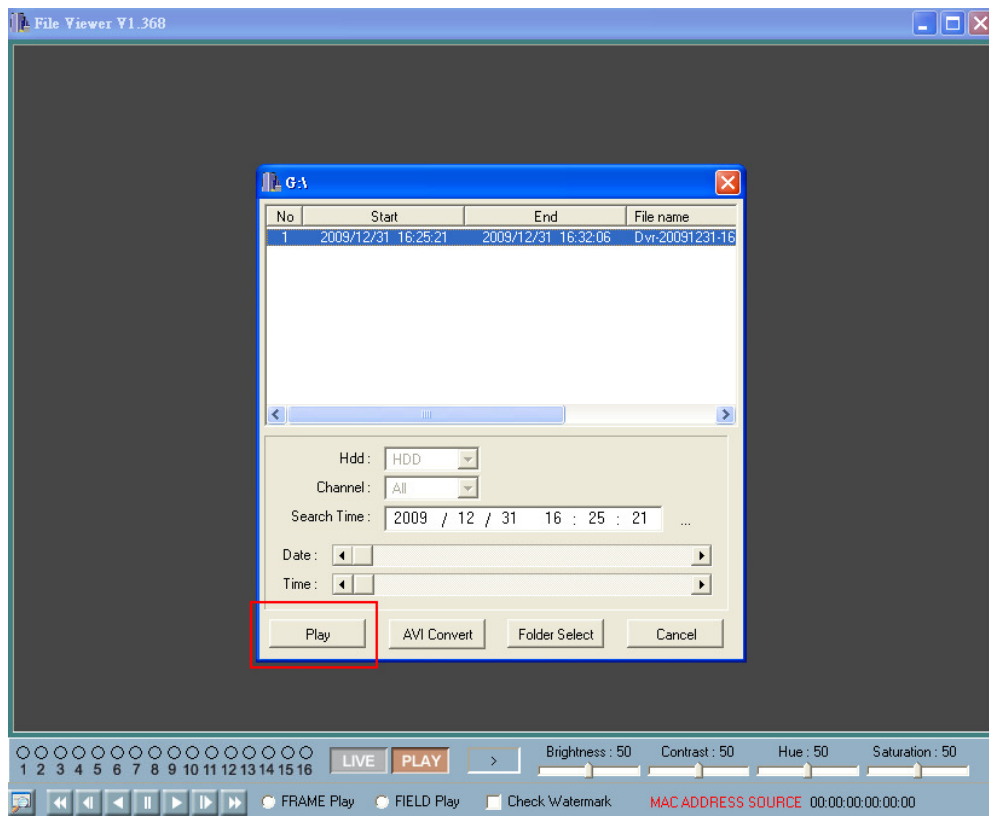 File Viewer V1.368
G:\
No Start End File name
1 2009/12/31 16:25:21 2009/12/31 16:32:06 Dvr-20091231-16
Hdd : HDD
Channel : All
Search Time : 2009 / 12 / 31 16 : 25 : 21 ...
Date :
Time :
Play AVI Convert Folder Select Cancel
1 2 3 4 5 6 7 8 9 10 11 12 13 14 15 16
LIVE PLAY > Brightness : 50 Contrast : 50 Hue : 50 Saturation : 50
FRAME Play FIELD Play Check Watermark MAC ADDRESS SOURCE 00:00:00:00:00:00